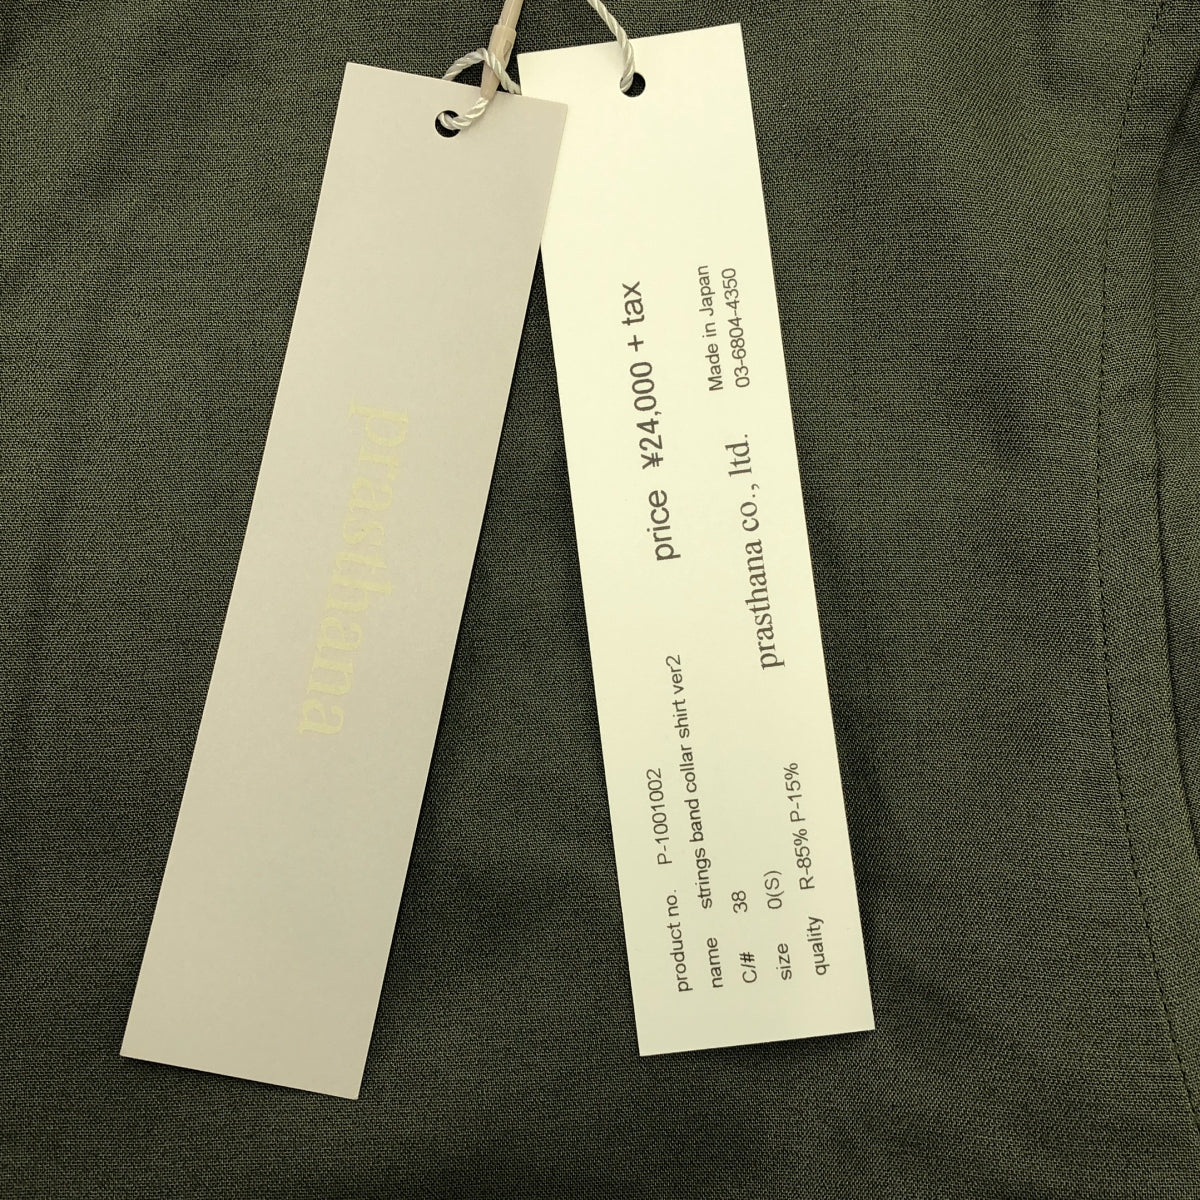 prasthana
product no. P-1001002
name strings band collar shirt ver2
C/# 38
size 0(S)
quality R-85% P-15%
price ¥24,000 + tax
prasthana co., ltd.
Made in Japan
03-6804-4350